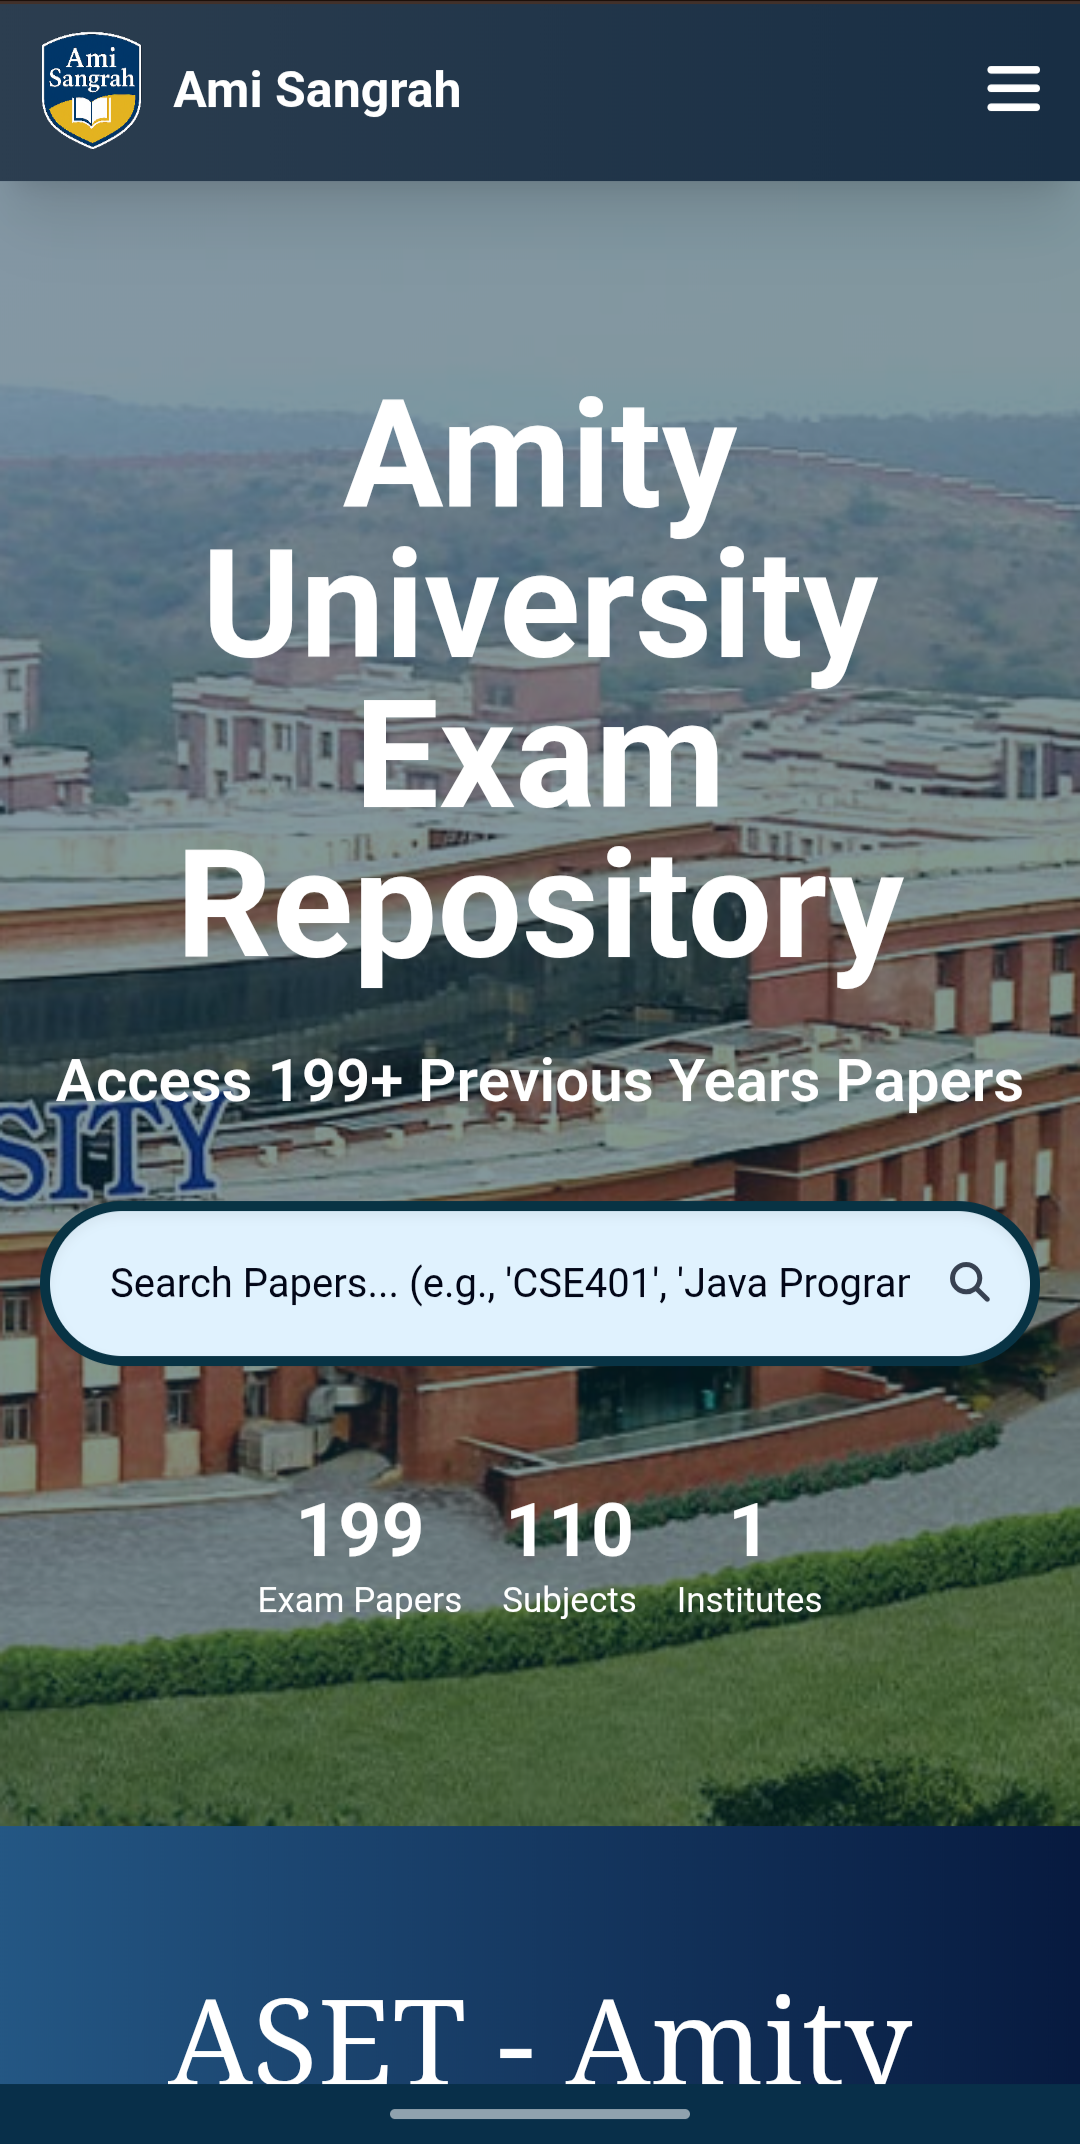 Ami
Sangrah
Ami Sangrah
Amity
University
Exam
Repository
Access 199+ Previous Years Papers
SITY
Search Papers... (e.g., 'CSE401', 'Java Prograr
199
110
1
Exam Papers
Subjects
Institutes
ASET - Amity